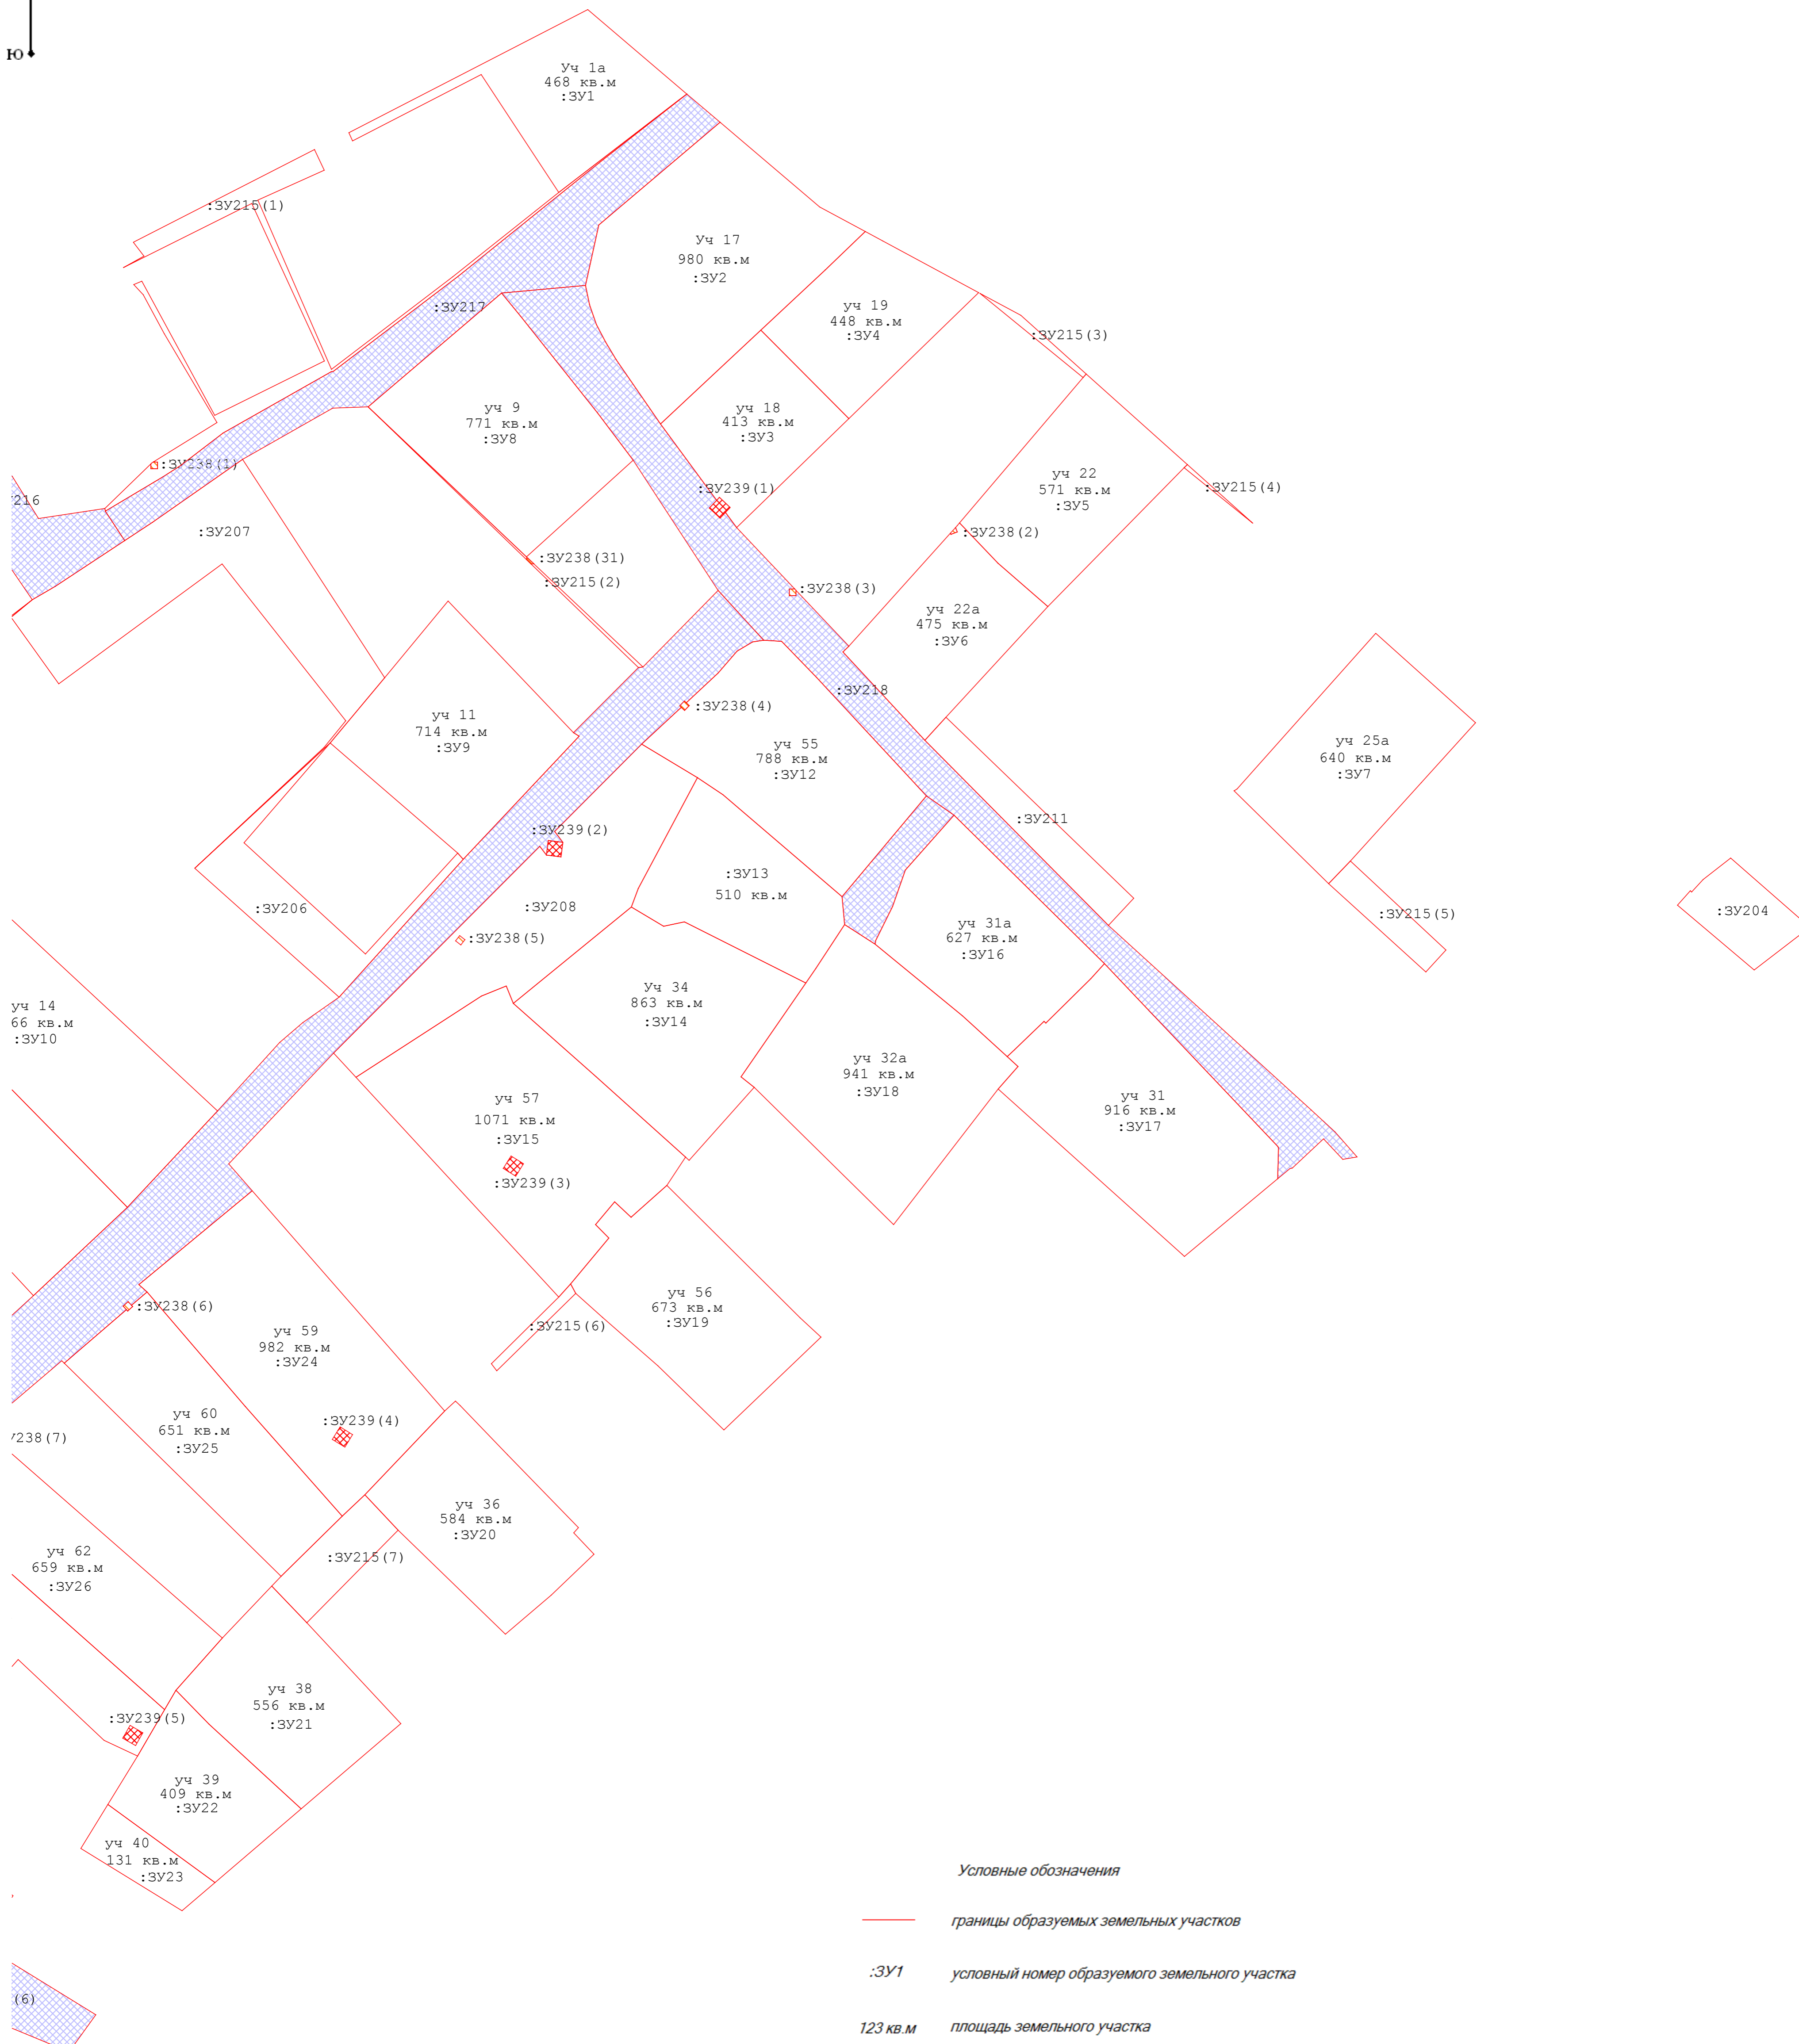 Ю
Уч 1а
468 кв.м
:ЗУ1
:ЗУ215(1)
Уч 17
980 кв.м
:ЗУ2
:ЗУ217
уч 19
448 кв.м
:ЗУ4
:ЗУ215(3)
уч 9
771 кв.м
:ЗУ8
уч 18
413 кв.м
:ЗУ3
:ЗУ238(1)
уч 22
571 кв.м
:ЗУ5
:ЗУ239(1)
:ЗУ215(4)
216
:ЗУ207
:ЗУ238(2)
:ЗУ238(31)
:ЗУ215(2)
:ЗУ238(3)
уч 22а
475 кв.м
:ЗУ6
:ЗУ218
:ЗУ238(4)
уч 11
714 кв.м
:ЗУ9
уч 55
788 кв.м
:ЗУ12
уч 25а
640 кв.м
:ЗУ7
:ЗУ211
:ЗУ239(2)
:ЗУ13
510 кв.м
:ЗУ206
:ЗУ208
:ЗУ215(5)
:ЗУ204
уч 31а
627 кв.м
:ЗУ16
:ЗУ238(5)
Уч 34
863 кв.м
:ЗУ14
уч 14
66 кв.м
:ЗУ10
уч 32а
941 кв.м
:ЗУ18
уч 57
1071 кв.м
:ЗУ15
уч 31
916 кв.м
:ЗУ17
:ЗУ239(3)
уч 56
673 кв.м
:ЗУ19
:ЗУ238(6)
:ЗУ215(6)
уч 59
982 кв.м
:ЗУ24
уч 60
651 кв.м
:ЗУ25
:ЗУ239(4)
238(7)
уч 36
584 кв.м
:ЗУ20
уч 62
659 кв.м
:ЗУ26
:ЗУ215(7)
уч 38
556 кв.м
:ЗУ21
:ЗУ239(5)
уч 39
409 кв.м
:ЗУ22
уч 40
131 кв.м
:ЗУ23
(6)
Условные обозначения
границы образуемых земельных участков
:ЗУ1 условный номер образуемого земельного участка
123 кв.м площадь земельного участка